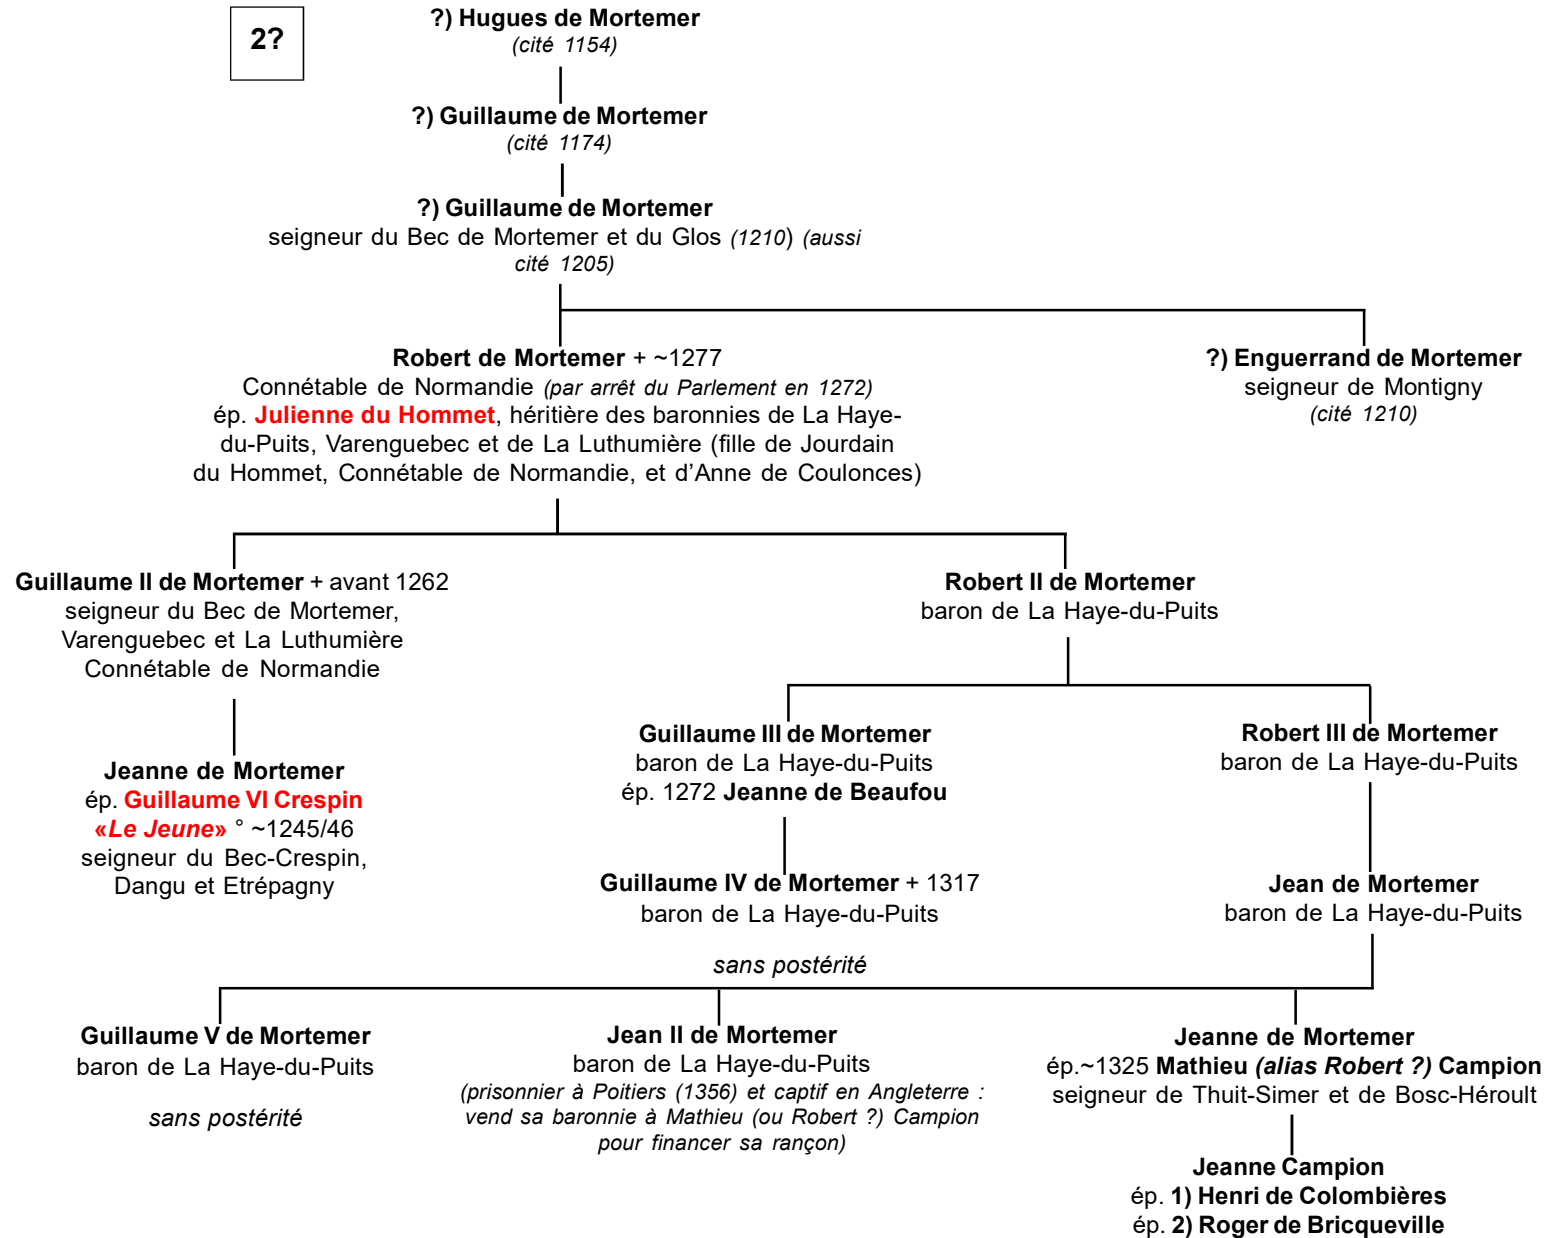 2?
?) Hugues de Mortemer
(cité 1154)
?) Guillaume de Mortemer
(cité 1174)
?) Guillaume de Mortemer
seigneur du Bec de Mortemer et du Glos (1210) (aussi
cité 1205)
Robert de Mortemer + ~1277
Connétable de Normandie (par arrêt du Parlement en 1272)
ép. Julienne du Hommet, héritière des baronnies de La Haye-
du-Puits, Varenguebec et de La Luthumière (fille de Jourdain
du Hommet, Connétable de Normandie, et d'Anne de Coulonces)
?) Enguerrand de Mortemer
seigneur de Montigny
(cité 1210)
Guillaume II de Mortemer + avant 1262
seigneur du Bec de Mortemer,
Varenguebec et La Luthumière
Connétable de Normandie
Robert II de Mortemer
baron de La Haye-du-Puits
Jeanne de Mortemer
ép. Guillaume VI Crespin
«Le Jeune» ° ~1245/46
seigneur du Bec-Crespin,
Dangu et Etrépagny
Guillaume III de Mortemer
baron de La Haye-du-Puits
ép. 1272 Jeanne de Beaufou
Robert III de Mortemer
baron de La Haye-du-Puits
Guillaume IV de Mortemer + 1317
baron de La Haye-du-Puits
sans postérité
Jean de Mortemer
baron de La Haye-du-Puits
Guillaume V de Mortemer
baron de La Haye-du-Puits
sans postérité
Jean II de Mortemer
baron de La Haye-du-Puits
(prisonnier à Poitiers (1356) et captif en Angleterre :
vend sa baronnie à Mathieu (ou Robert ?) Campion
pour financer sa rançon)
Jeanne de Mortemer
ép.~1325 Mathieu (alias Robert ?) Campion
seigneur de Thuit-Simer et de Bosc-Héroult
Jeanne Campion
ép. 1) Henri de Colombières
ép. 2) Roger de Bricqueville